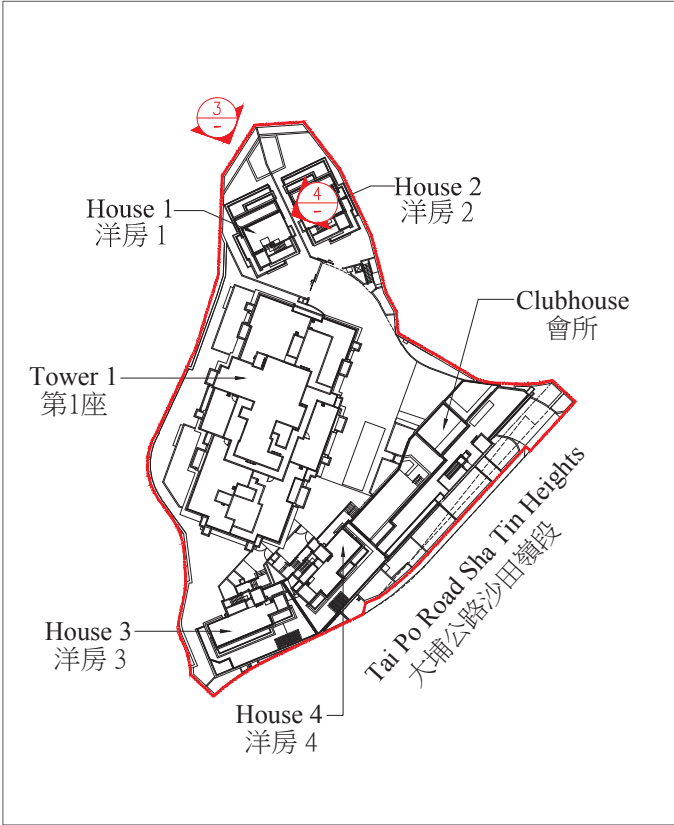 3
–
4
–
House 1
洋房 1
House 2
洋房 2
Clubhouse
會所
Tower 1
第1座
Tai Po Road Sha Tin Heights
大埔公路沙田嶺段
House 3
洋房 3
House 4
洋房 4